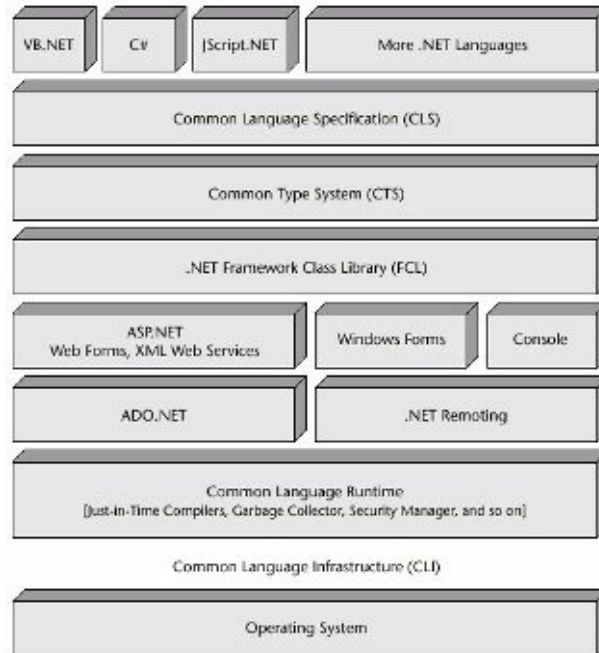 VB.NET
C#
JScript.NET
More .NET Languages
Common Language Specification (CLS)
Common Type System (CTS)
.NET Framework Class Library (FCL)
ASP.NET
Web Forms, XML Web Services
Windows Forms
Console
ADO.NET
.NET Remoting
Common Language Runtime
[Just-in-Time Compilers, Garbage Collector, Security Manager, and so on]
Common Language Infrastructure (CLI)
Operating System